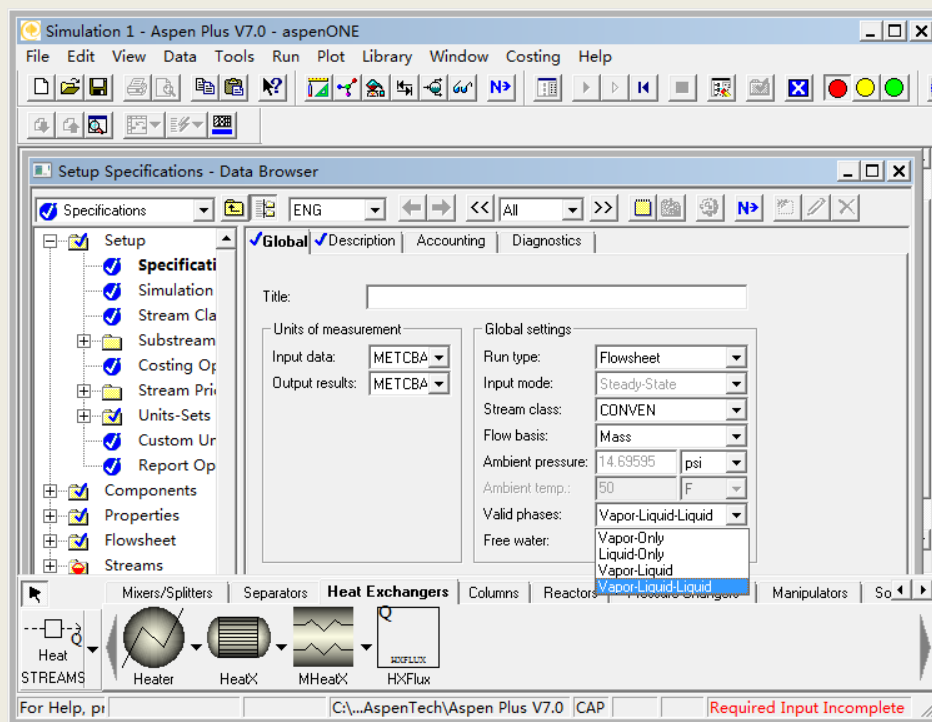 Simulation 1 - Aspen Plus V7.0 - aspenONE
File Edit View Data Tools Run Plot Library Window Costing Help
N>
Setup Specifications - Data Browser
Specifications ENG << All >> N>
Setup
Specificati
Simulation
Stream Cla
Substream
Costing Op
Stream Pri
Units-Sets
Custom Ur
Report Op
Components
Properties
Flowsheet
Streams
Global Description Accounting Diagnostics
Title:
Units of measurement
Input data: METCBA
Output results: METCBA
Global settings
Run type: Flowsheet
Input mode: Steady-State
Stream class: CONVEN
Flow basis: Mass
Ambient pressure: 14.69595 psi
Ambient temp.: 50 F
Valid phases: Vapor-Liquid-Liquid
Free water:
Vapor-Only
Liquid-Only
Vapor-Liquid
Vapor-Liquid-Liquid
Mixers/Splitters Separators Heat Exchangers Columns Reactors Pressure Changers Manipulators So
Q
Heat
STREAMS
Heater
HeatX
MHeatX
Q
HXFLUX
HXFlux
For Help, pr C:\...AspenTech\Aspen Plus V7.0 CAP Required Input Incomplete